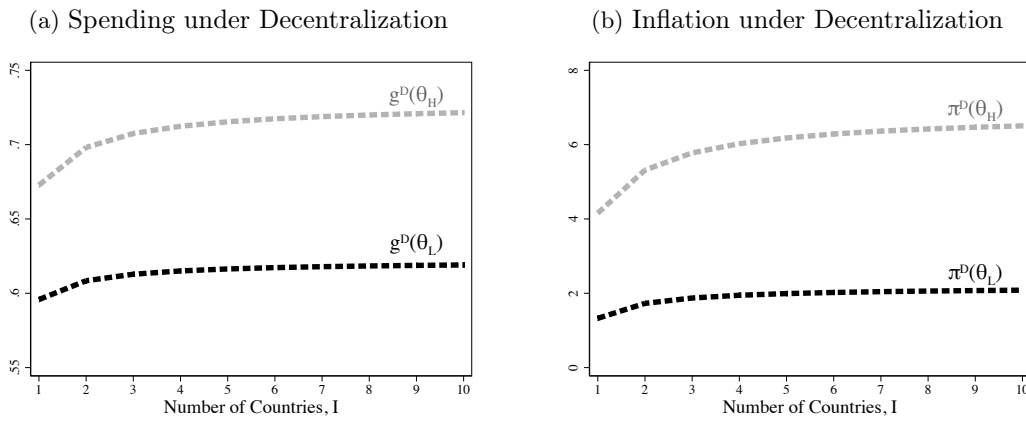 (a) Spending under Decentralization
.75
.7
.65
.6
.55
g^D(θ_H)
g^D(θ_L)
1 2 3 4 5 6 7 8 9 10
Number of Countries, I
(b) Inflation under Decentralization
8
6
4
2
0
π^D(θ_H)
π^D(θ_L)
1 2 3 4 5 6 7 8 9 10
Number of Countries, I